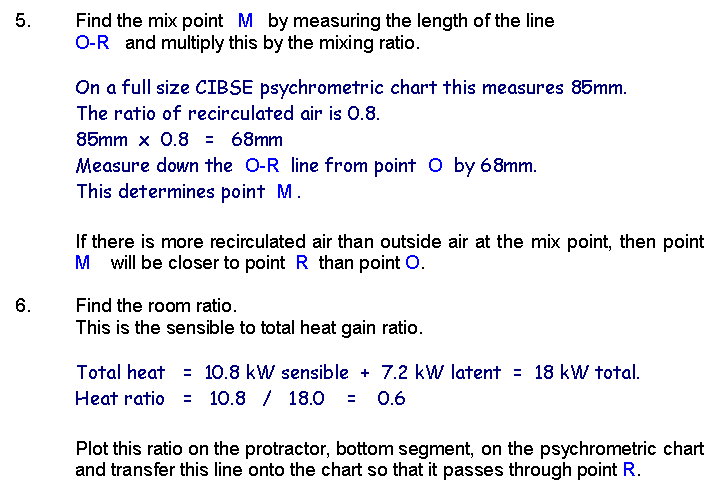 5. Find the mix point M by measuring the length of the line
O-R and multiply this by the mixing ratio.
On a full size CIBSE psychrometric chart this measures 85mm.
The ratio of recirculated air is 0.8.
85mm x 0.8 = 68mm
Measure down the O-R line from point O by 68mm.
This determines point M.
If there is more recirculated air than outside air at the mix point, then point
M will be closer to point R than point O.
6. Find the room ratio.
This is the sensible to total heat gain ratio.
Total heat = 10.8 kW sensible + 7.2 kW latent = 18 kW total.
Heat ratio = 10.8 / 18.0 = 0.6
Plot this ratio on the protractor, bottom segment, on the psychrometric chart
and transfer this line onto the chart so that it passes through point R.